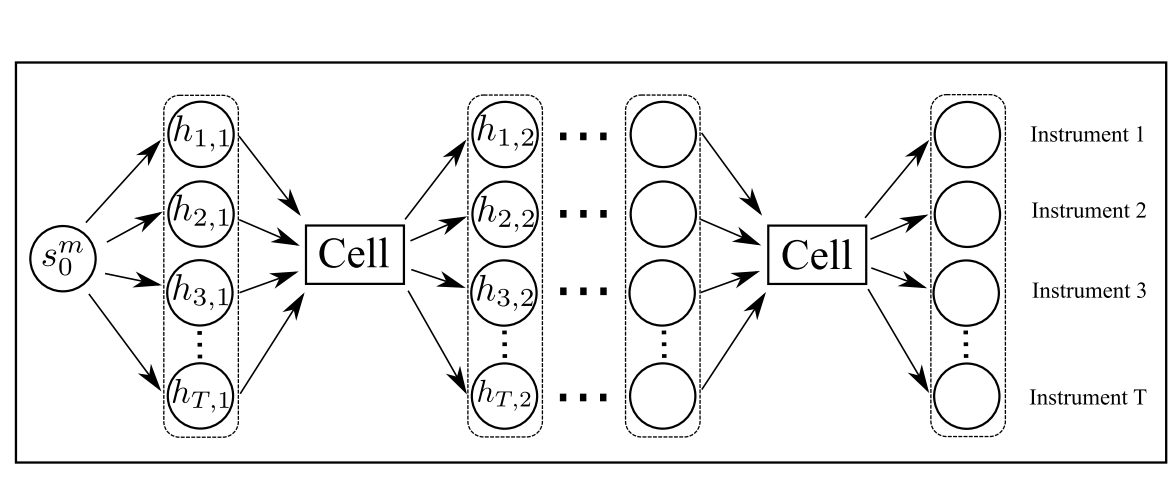 h_{1,1} h_{1,2} ... Instrument 1
h_{2,1} h_{2,2} ... Instrument 2
s_0^m Cell Cell
h_{3,1} h_{3,2} ... Instrument 3
h_{T,1} h_{T,2} ... Instrument T